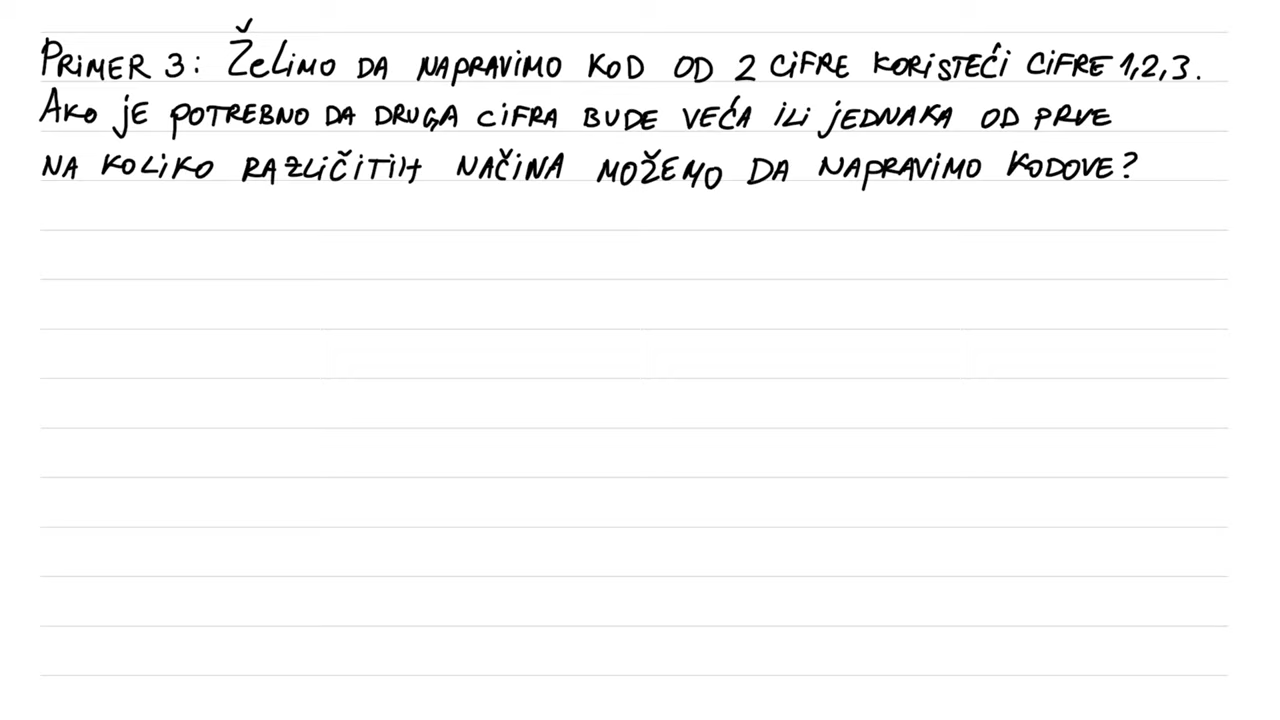 PRIMER 3: ŽELIMO DA NAPRAVIMO KOD OD 2 CIFRE KORISTEĆI CIFRE 1,2,3.
AKO JE POTREBNO DA DRUGA CIFRA BUDE VEĆA ILI JEDNAKA OD PRVE
NA KOLIKO RAZLIČITIH NAČINA MOŽEMO DA NAPRAVIMO KODOVE?